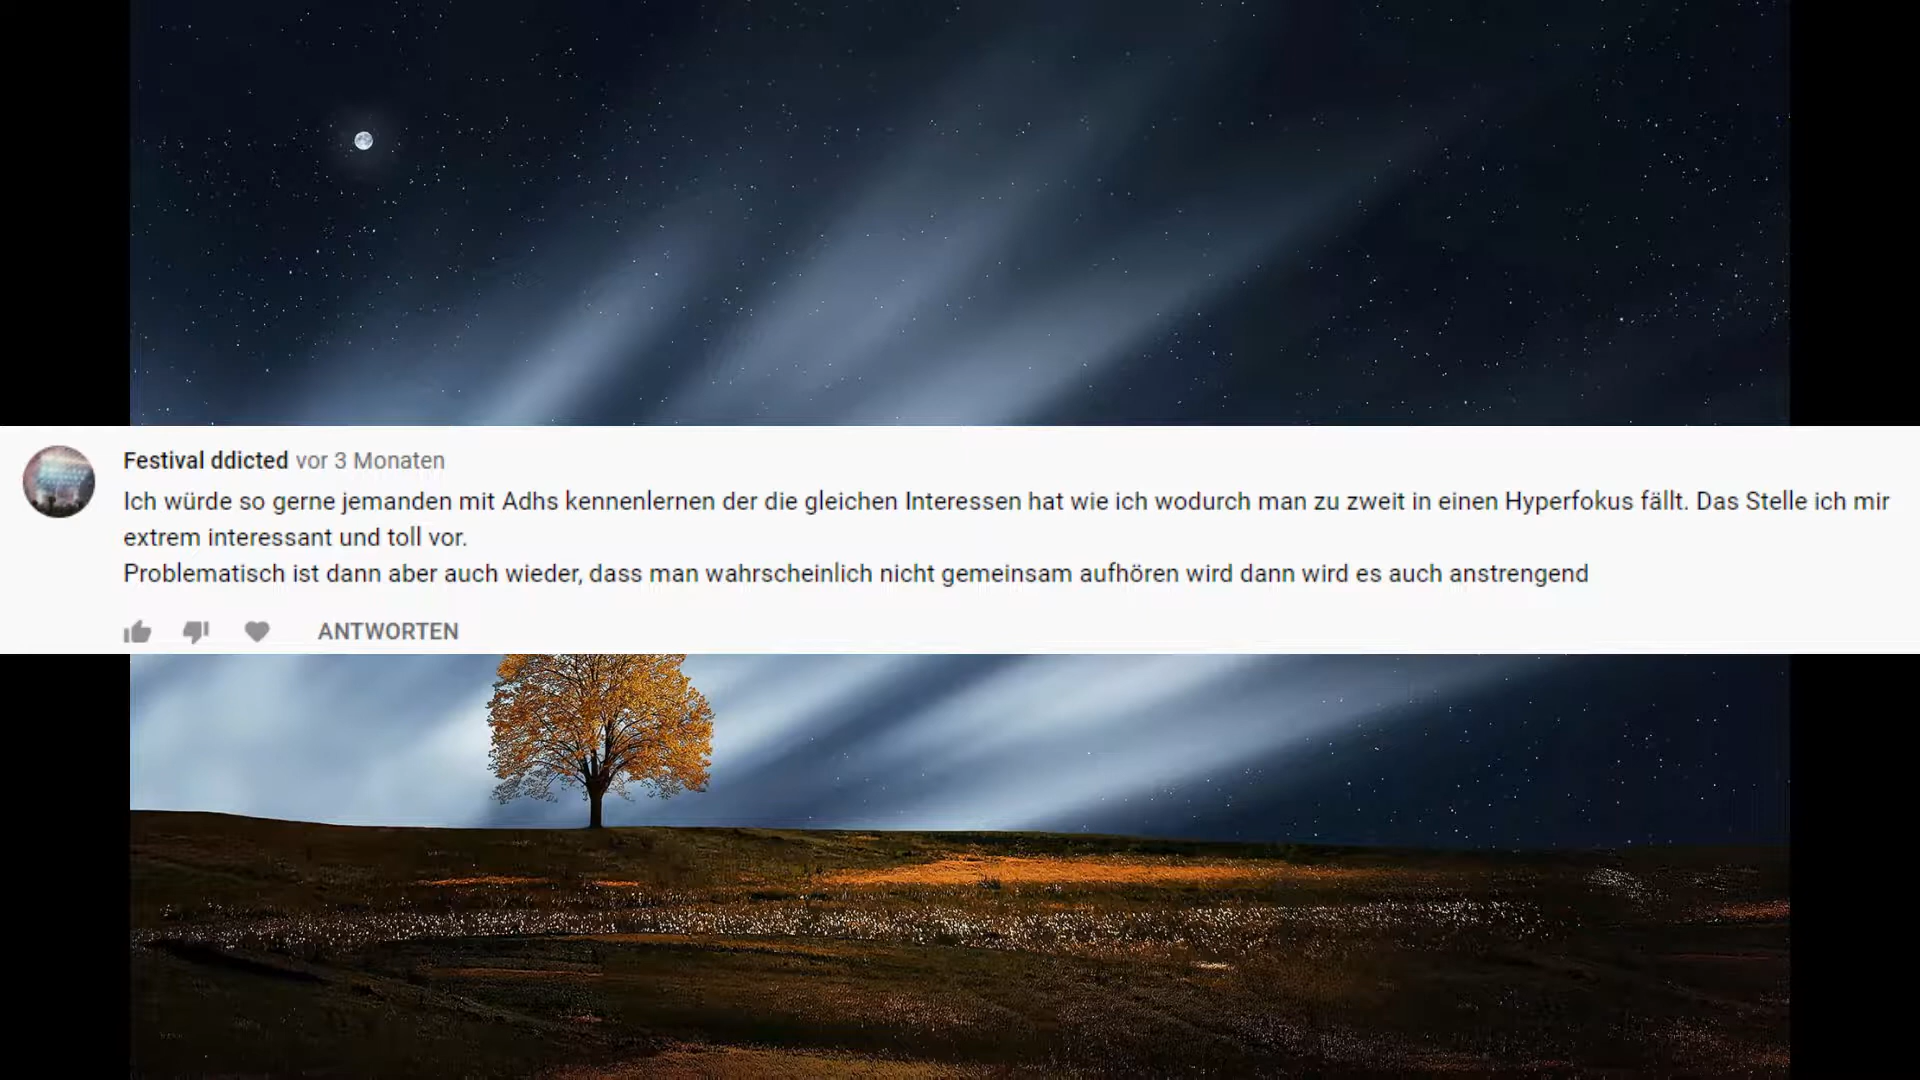 Festival ddicted vor 3 Monaten
Ich würde so gerne jemanden mit Adhs kennenlernen der die gleichen Interessen hat wie ich wodurch man zu zweit in einen Hyperfokus fällt. Das Stelle ich mir
extrem interessant und toll vor.
Problematisch ist dann aber auch wieder, dass man wahrscheinlich nicht gemeinsam aufhören wird dann wird es auch anstrengend
ANTWORTEN